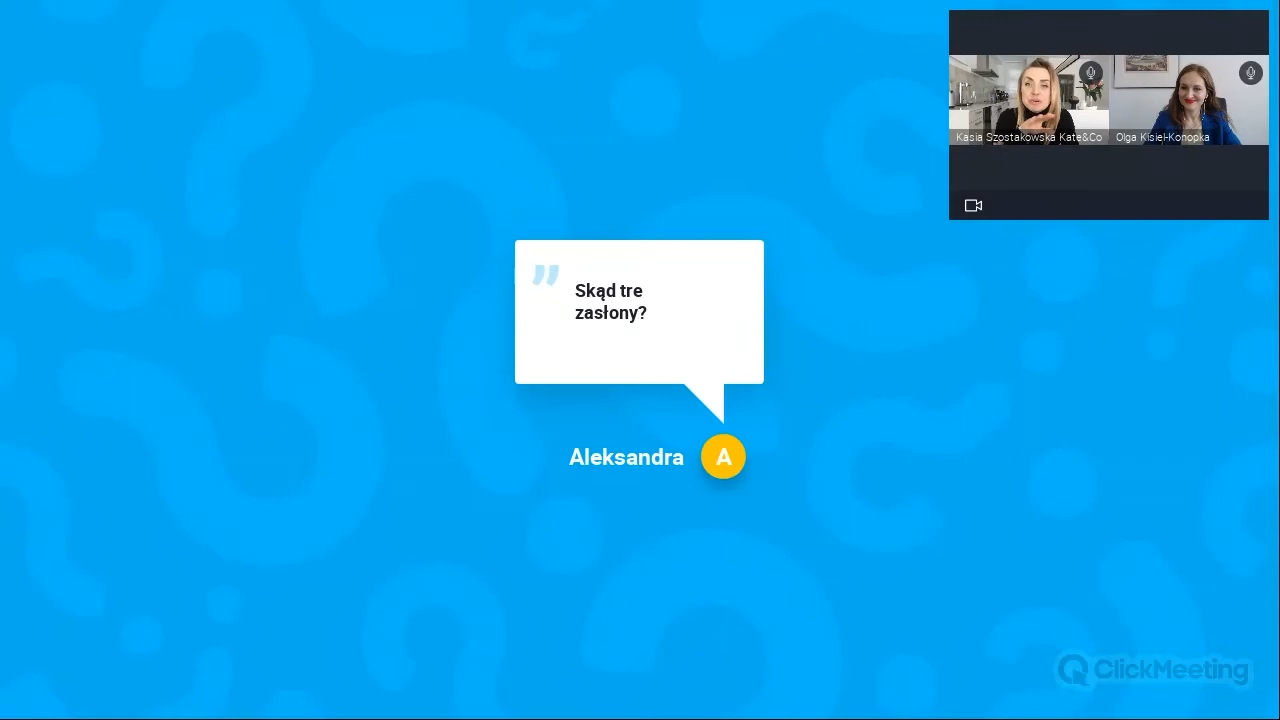 Kasia Szostakowska Kate&Co
Olga Kisiel-Konopka
Skąd tre
zasłony?
Aleksandra
A
ClickMeeting